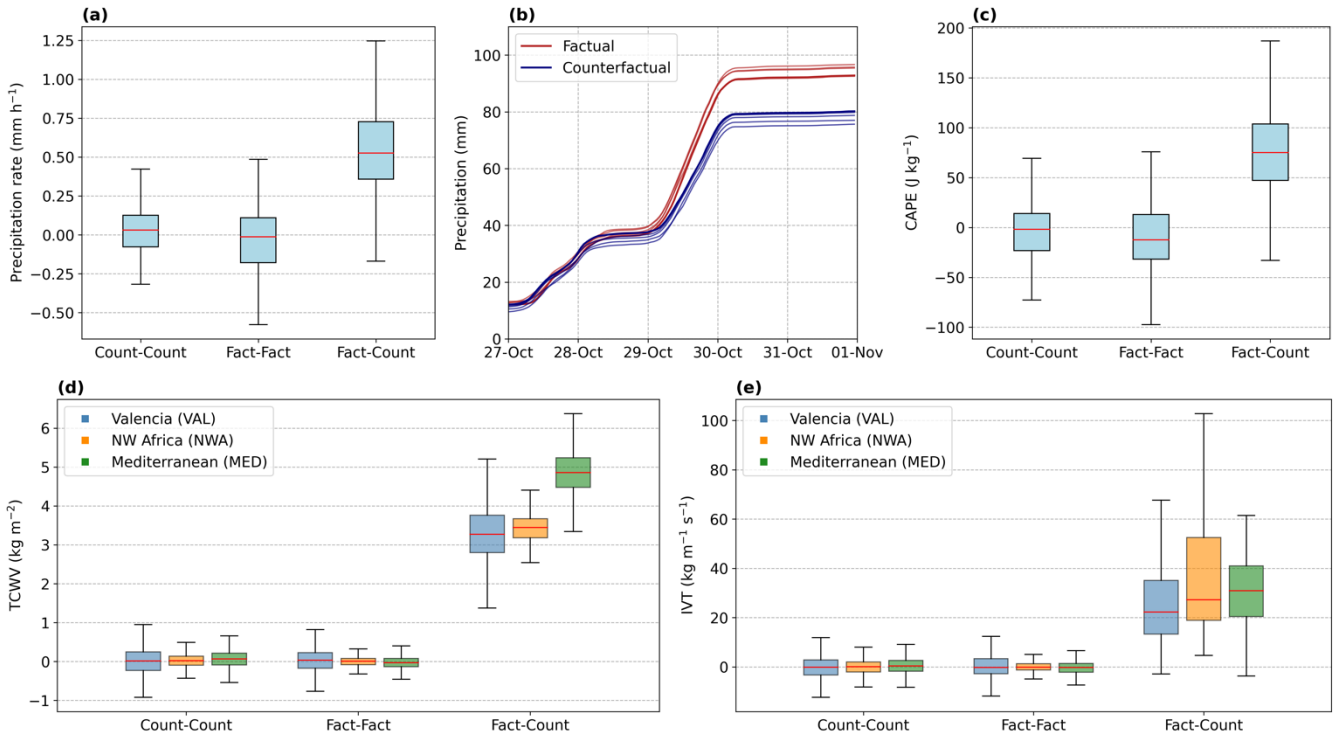 (a)
Precipitation rate (mm h⁻¹)
1.25
1.00
0.75
0.50
0.25
0.00
−0.25
−0.50
Count-Count Fact-Fact Fact-Count
(b)
Factual
Counterfactual
Precipitation (mm)
100
80
60
40
20
0
27-Oct 28-Oct 29-Oct 30-Oct 31-Oct 01-Nov
(c)
CAPE (J kg⁻¹)
200
150
100
50
0
−50
−100
Count-Count Fact-Fact Fact-Count
(d)
Valencia (VAL)
NW Africa (NWA)
Mediterranean (MED)
TCWV (kg m⁻²)
6
5
4
3
2
1
0
−1
Count-Count Fact-Fact Fact-Count
(e)
Valencia (VAL)
NW Africa (NWA)
Mediterranean (MED)
IVT (kg m⁻¹ s⁻¹)
100
80
60
40
20
0
Count-Count Fact-Fact Fact-Count